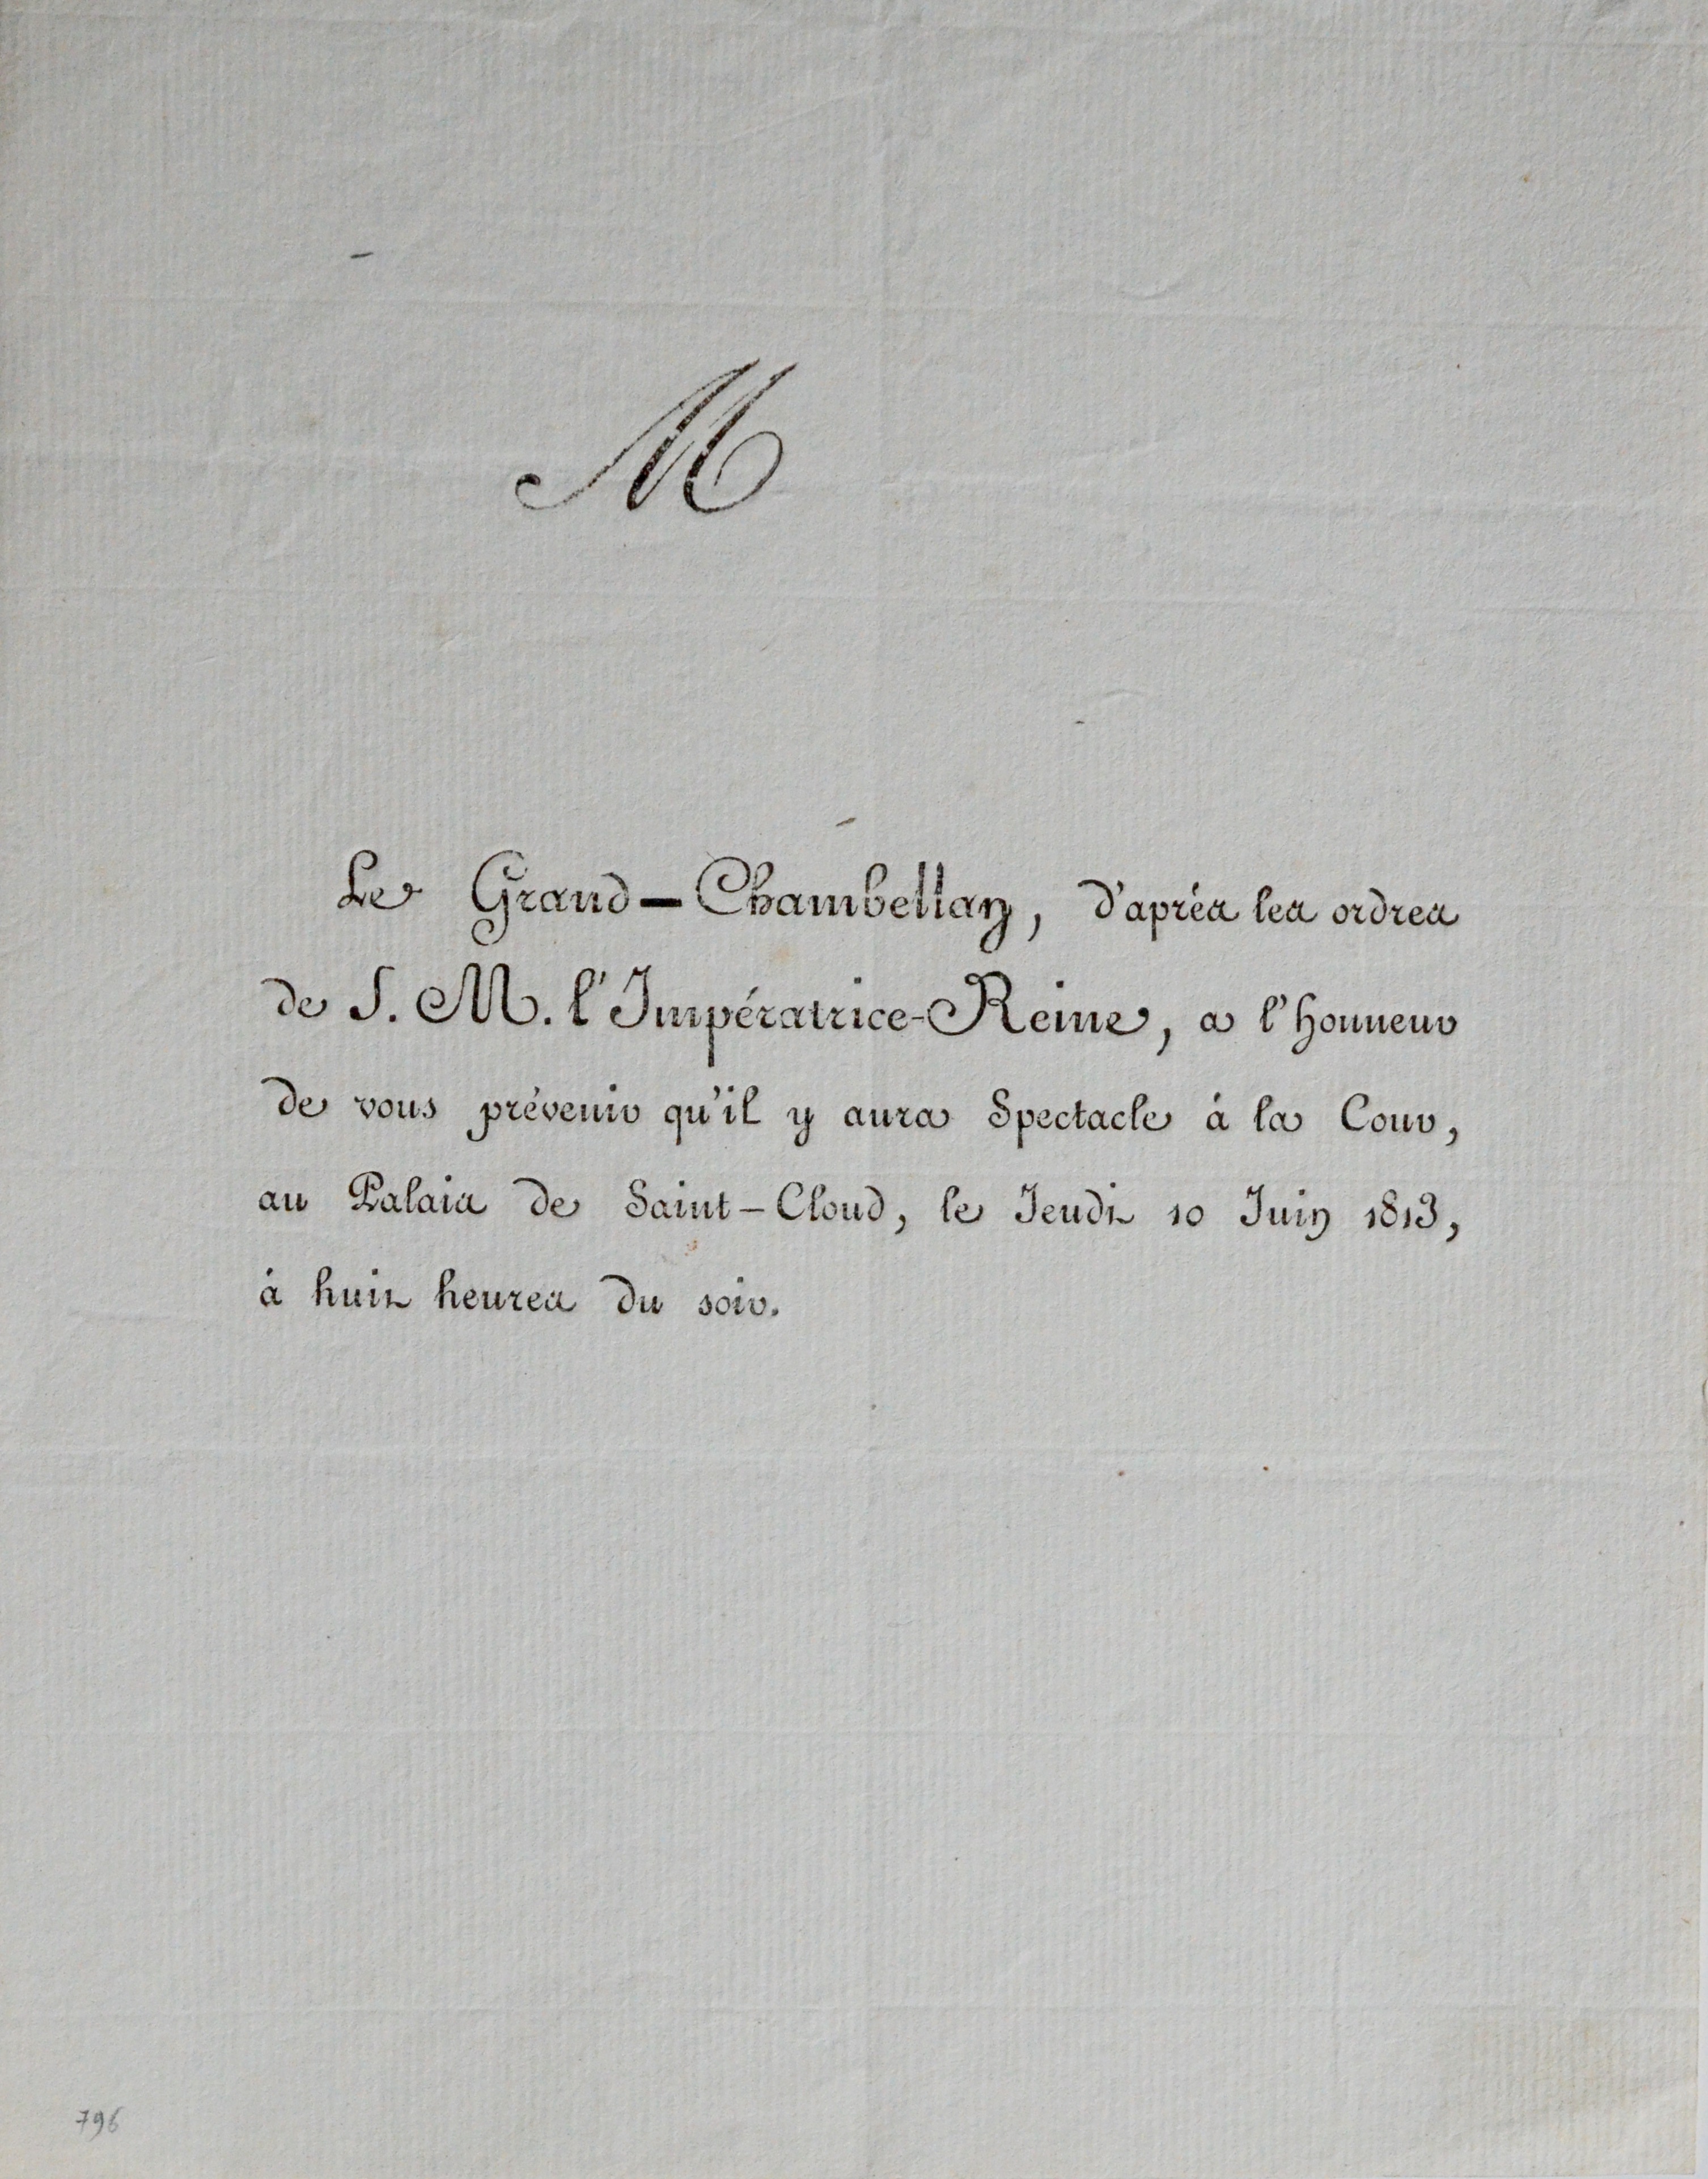 M
Le Grand-Chambellan, d'après les ordres
de S. M. l'Impératrice-Reine, a l'honneur
de vous prévenir qu'il y aura Spectacle à la Cour,
au Palais de Saint-Cloud, le Jeudi 10 Juin 1813,
à huit heures du soir.
796